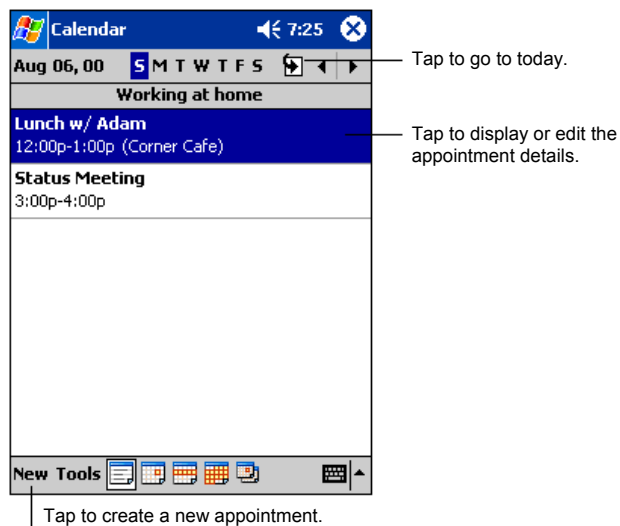 Calendar 7:25
Aug 06, 00 S M T W T F S
Tap to go to today.
Working at home
Lunch w/ Adam
12:00p-1:00p (Corner Cafe)
Tap to display or edit the
appointment details.
Status Meeting
3:00p-4:00p
New Tools
Tap to create a new appointment.